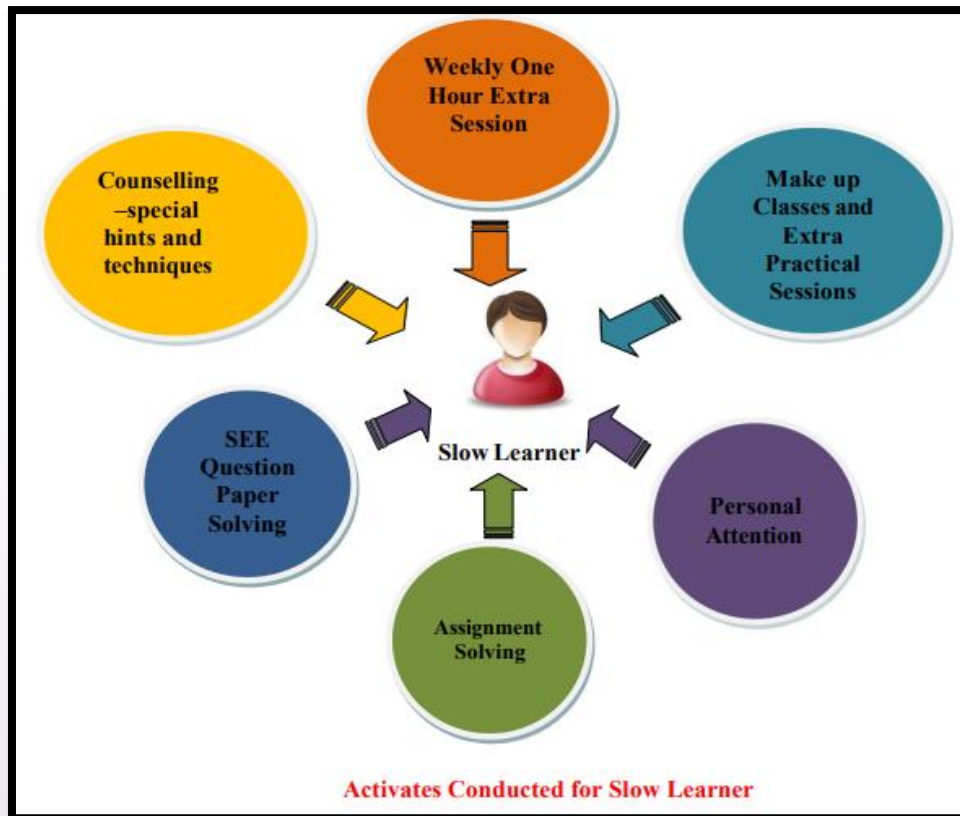 Weekly One
Hour Extra
Session
Counselling
–special
hints and
techniques
Make up
Classes and
Extra
Practical
Sessions
SEE
Question
Paper
Solving
Slow Learner
Personal
Attention
Assignment
Solving
Activates Conducted for Slow Learner